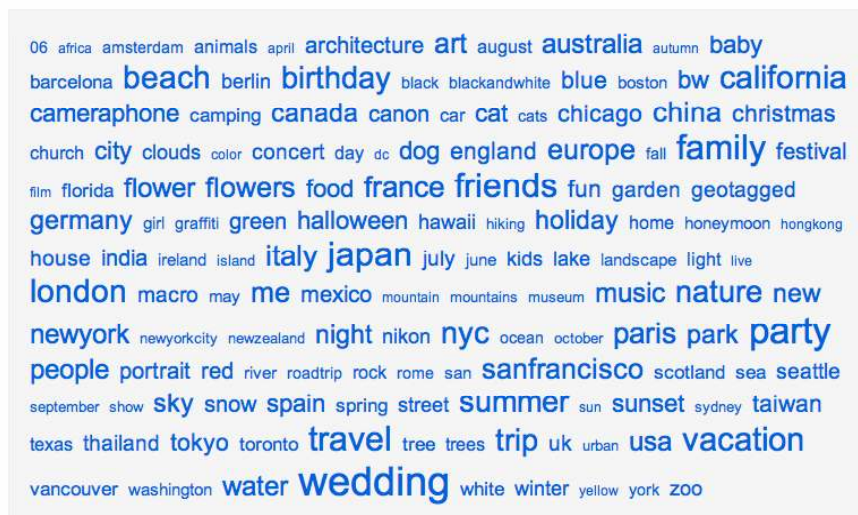 06 africa amsterdam animals april architecture art august australia autumn baby
barcelona beach berlin birthday black blackandwhite blue boston bw california
cameraphone camping canada canon car cat cats chicago china christmas
church city clouds color concert day dc dog england europe fall family festival
film florida flower flowers food france friends fun garden geotagged
germany girl graffiti green halloween hawaii hiking holiday home honeymoon hongkong
house india ireland island italy japan july june kids lake landscape light live
london macro may me mexico mountain mountains museum music nature new
newyork newyorkcity newzealand night nikon nyc ocean october paris park party
people portrait red river roadtrip rock rome san sanfrancisco scotland sea seattle
september show sky snow spain spring street summer sun sunset sydney taiwan
texas thailand tokyo toronto travel tree trees trip uk urban usa vacation
vancouver washington water wedding white winter yellow york zoo